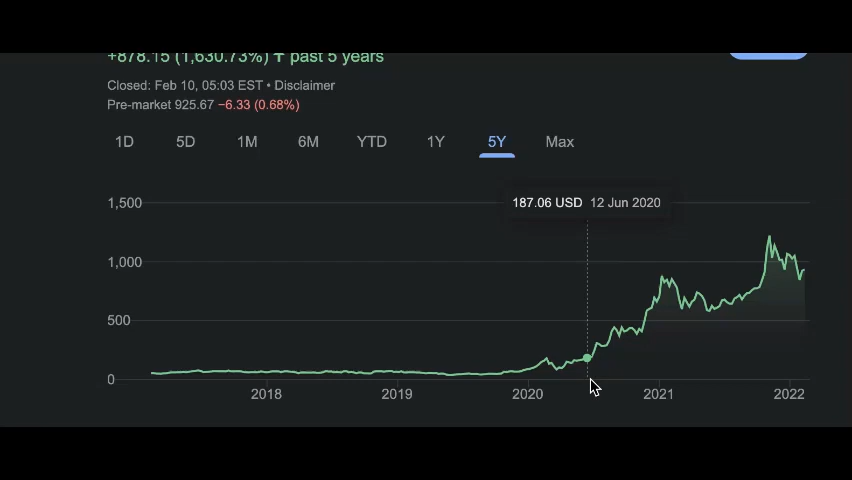 +878.15 (1,630.73%) past 5 years
Closed: Feb 10, 05:03 EST • Disclaimer
Pre-market 925.67 −6.33 (0.68%)
1D 5D 1M 6M YTD 1Y 5Y Max
187.06 USD 12 Jun 2020
1,500
1,000
500
0
2018 2019 2020 2021 2022